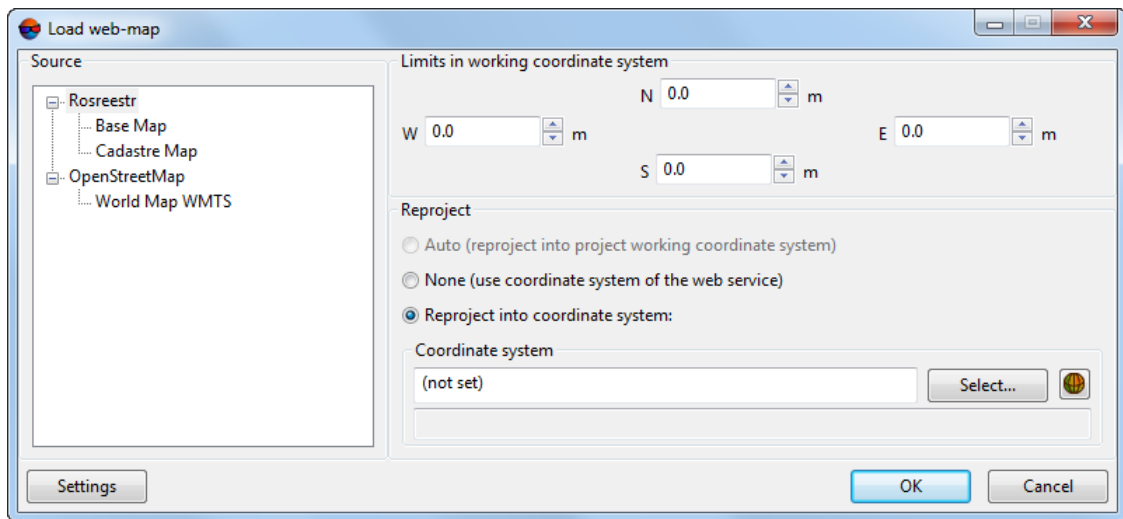 Load web-map
Source
Rosreestr
Base Map
Cadastre Map
OpenStreetMap
World Map WMTS
Limits in working coordinate system
N 0.0 m
W 0.0 m
E 0.0 m
S 0.0 m
Reproject
Auto (reproject into project working coordinate system)
None (use coordinate system of the web service)
Reproject into coordinate system:
Coordinate system
(not set) Select...
Settings OK Cancel